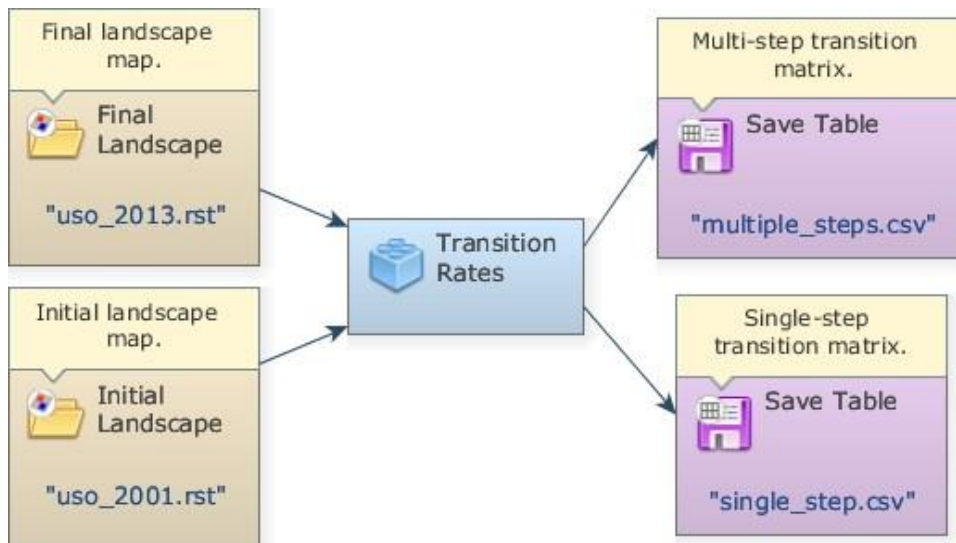 Final landscape
map.
Final
Landscape
"uso_2013.rst"
Initial landscape
map.
Initial
Landscape
"uso_2001.rst"
Transition
Rates
Multi-step transition
matrix.
Save Table
"multiple_steps.csv"
Single-step
transition matrix.
Save Table
"single_step.csv"